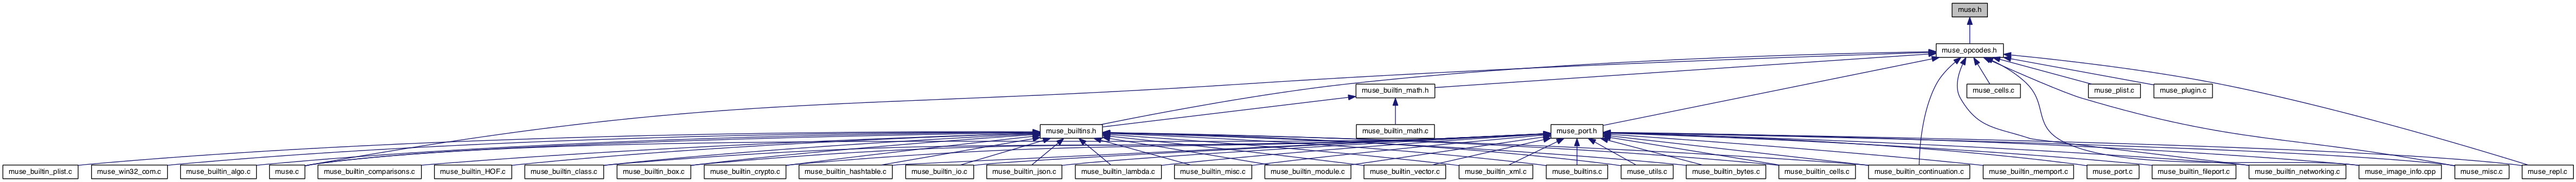 muse.h
muse_opcodes.h
muse_builtin_math.h
muse_cells.c
muse_plist.c
muse_plugin.c
muse_builtins.h
muse_builtin_math.c
muse_port.h
muse_builtin_plist.c
muse_win32_com.c
muse_builtin_algo.c
muse.c
muse_builtin_comparisons.c
muse_builtin_HOF.c
muse_builtin_class.c
muse_builtin_box.c
muse_builtin_crypto.c
muse_builtin_hashtable.c
muse_builtin_io.c
muse_builtin_json.c
muse_builtin_lambda.c
muse_builtin_misc.c
muse_builtin_module.c
muse_builtin_vector.c
muse_builtin_xml.c
muse_builtins.c
muse_utils.c
muse_builtin_bytes.c
muse_builtin_cells.c
muse_builtin_continuation.c
muse_builtin_memport.c
muse_port.c
muse_builtin_fileport.c
muse_builtin_networking.c
muse_image_info.cpp
muse_misc.c
muse_repl.c